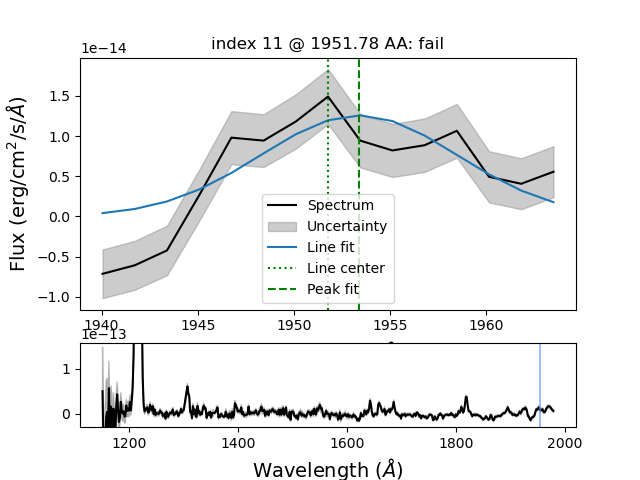 index 11 @ 1951.78 AA: fail
1e−14
Flux (erg/cm²/s/Å)
1.5
1.0
0.5
0.0
−0.5
−1.0
Spectrum
Uncertainty
Line fit
Line center
Peak fit
1940 1945 1950 1955 1960
1e−13
1
0
1200 1400 1600 1800 2000
Wavelength (Å)